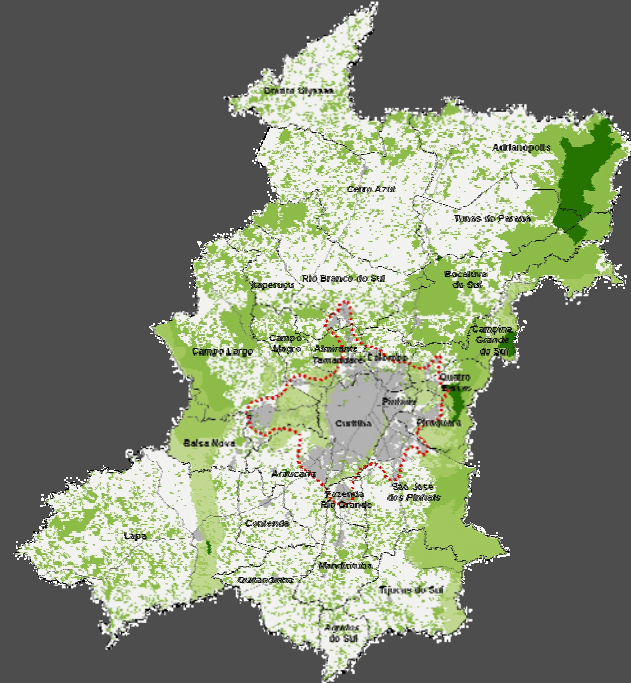 Doutor Ulysses
Adrianópolis
Cerro Azul
Tunas do Paraná
Rio Branco do Sul
Bocaiúva
do Sul
Itaperuçu
Campina
Grande
do Sul
Campo
Magro
Almirante
Tamandaré
Colombo
Campo Largo
Quatro
Barras
Pinhais
Piraquara
Curitiba
Balsa Nova
Araucária
São José
dos Pinhais
Fazenda
Rio Grande
Contenda
Lapa
Mandirituba
Quitandinha
Tijucas do Sul
Agudos
do Sul